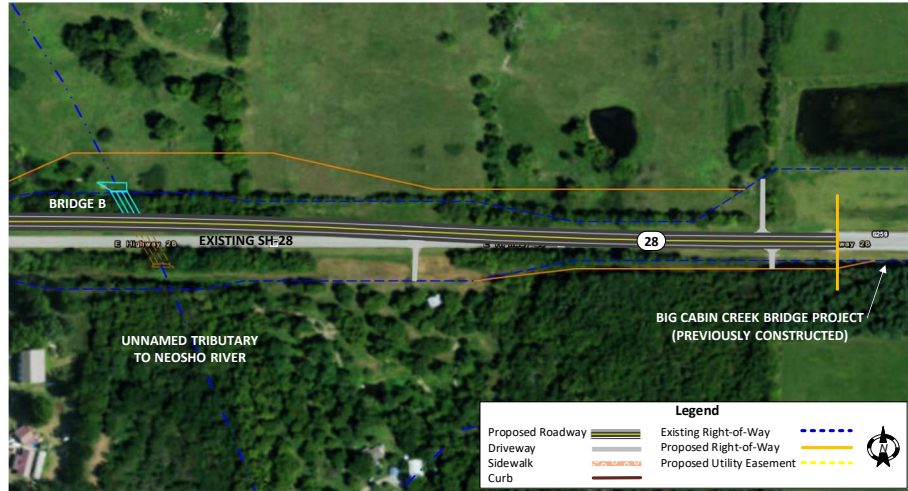 BRIDGE B
E Highway 28
EXISTING SH-28
28
BIG CABIN CREEK BRIDGE PROJECT
(PREVIOUSLY CONSTRUCTED)
UNNAMED TRIBUTARY
TO NEOSHO RIVER
Legend
Proposed Roadway
Driveway
Sidewalk
Curb
Existing Right-of-Way
Proposed Right-of-Way
Proposed Utility Easement
N